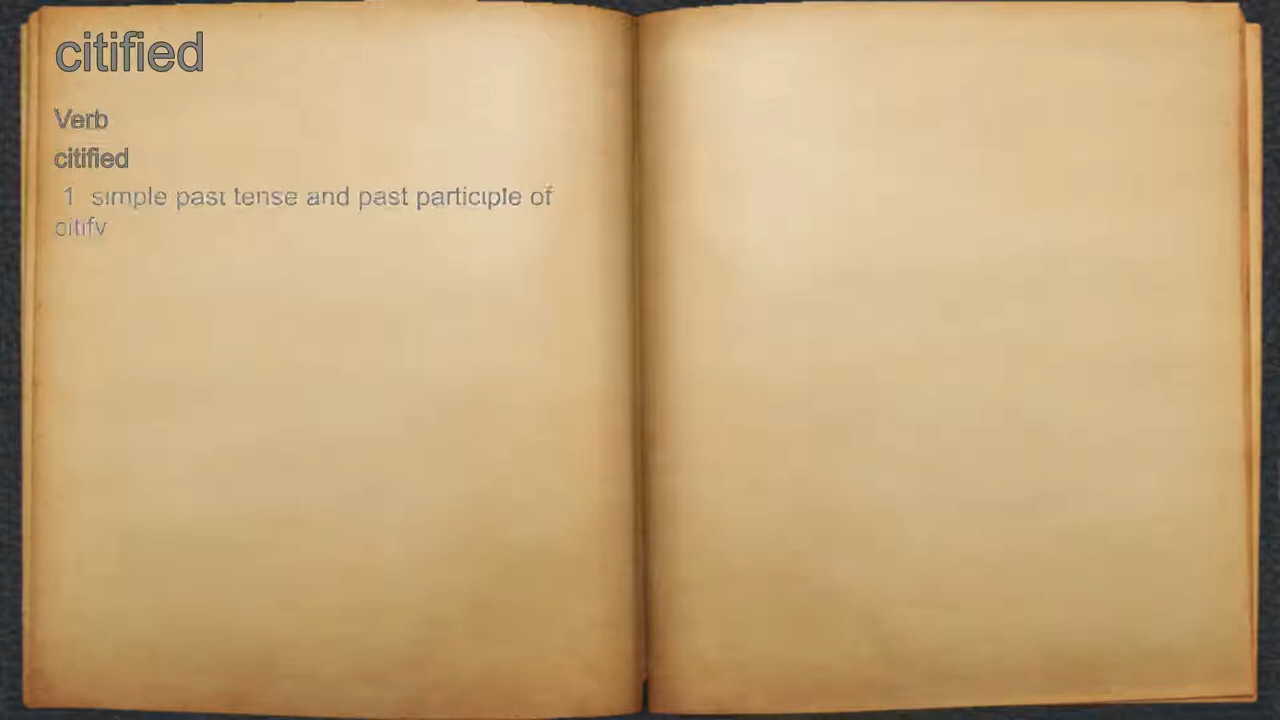 citified
Verb
citified
1 simple past tense and past participle of
citify